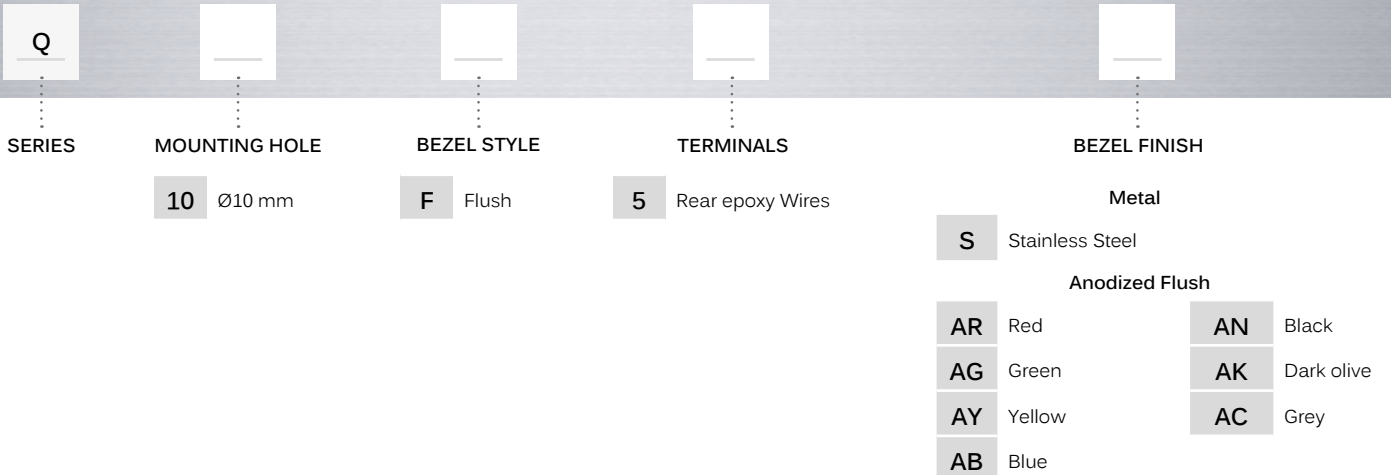 Q
SERIES
MOUNTING HOLE
BEZEL STYLE
TERMINALS
BEZEL FINISH
10 Ø10 mm
F Flush
5 Rear epoxy Wires
Metal
S Stainless Steel
Anodized Flush
AR Red
AN Black
AG Green
AK Dark olive
AY Yellow
AC Grey
AB Blue